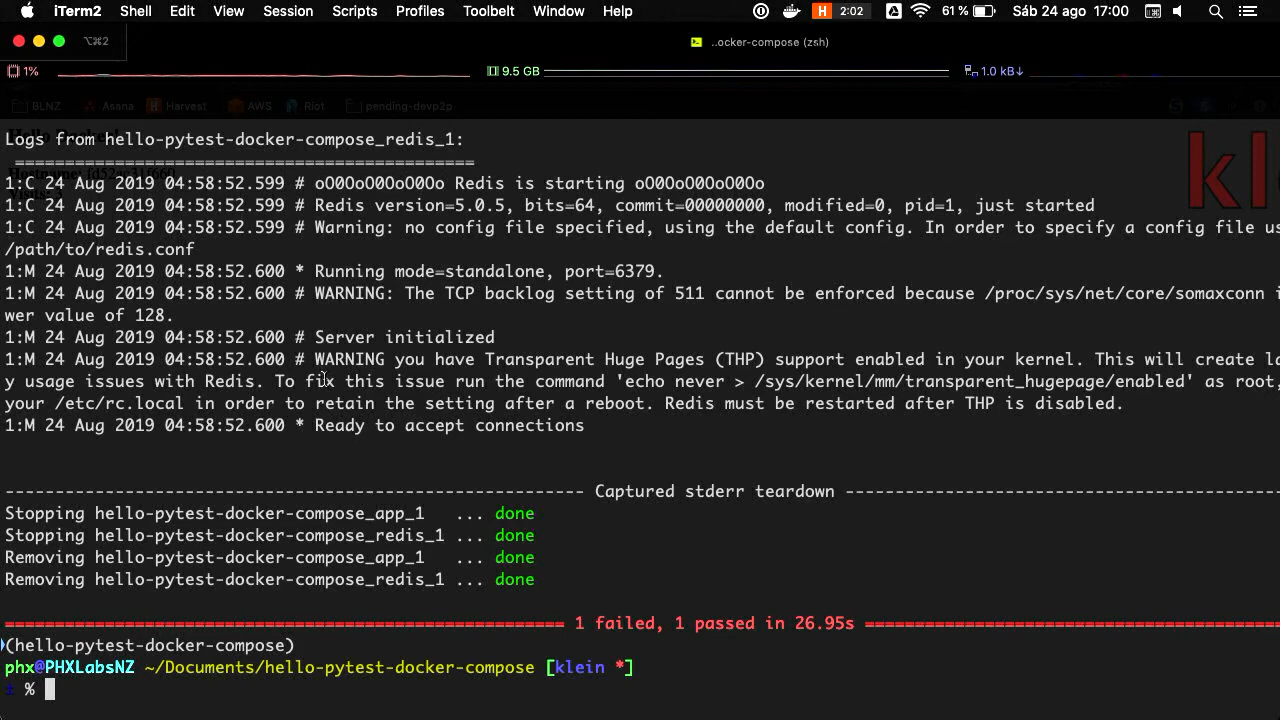 iTerm2 Shell Edit View Session Scripts Profiles Toolbelt Window Help H 2:02 61 % Sáb 24 ago 17:00
⌥⌘2 ..ocker-compose (zsh)
1% 9.5 GB 1.0 kB↓
BLNZ Asana Harvest AWS Riot pending-devp2p
Logs from hello-pytest-docker-compose_redis_1:
===============================================
1:C 24 Aug 2019 04:58:52.599 # oO0OoO0OoO0Oo Redis is starting oO0OoO0OoO0Oo
1:C 24 Aug 2019 04:58:52.599 # Redis version=5.0.5, bits=64, commit=00000000, modified=0, pid=1, just started
1:C 24 Aug 2019 04:58:52.599 # Warning: no config file specified, using the default config. In order to specify a config file us
/path/to/redis.conf
1:M 24 Aug 2019 04:58:52.600 * Running mode=standalone, port=6379.
1:M 24 Aug 2019 04:58:52.600 # WARNING: The TCP backlog setting of 511 cannot be enforced because /proc/sys/net/core/somaxconn i
wer value of 128.
1:M 24 Aug 2019 04:58:52.600 # Server initialized
1:M 24 Aug 2019 04:58:52.600 # WARNING you have Transparent Huge Pages (THP) support enabled in your kernel. This will create la
y usage issues with Redis. To fix this issue run the command 'echo never > /sys/kernel/mm/transparent_hugepage/enabled' as root,
your /etc/rc.local in order to retain the setting after a reboot. Redis must be restarted after THP is disabled.
1:M 24 Aug 2019 04:58:52.600 * Ready to accept connections
kl
---------------------------------------------------------- Captured stderr teardown -------------------------------------------
Stopping hello-pytest-docker-compose_app_1 ... done
Stopping hello-pytest-docker-compose_redis_1 ... done
Removing hello-pytest-docker-compose_app_1 ... done
Removing hello-pytest-docker-compose_redis_1 ... done
======================================================== 1 failed, 1 passed in 26.95s =========================================
(hello-pytest-docker-compose)
phx@PHXLabsNZ ~/Documents/hello-pytest-docker-compose [klein *]
± %